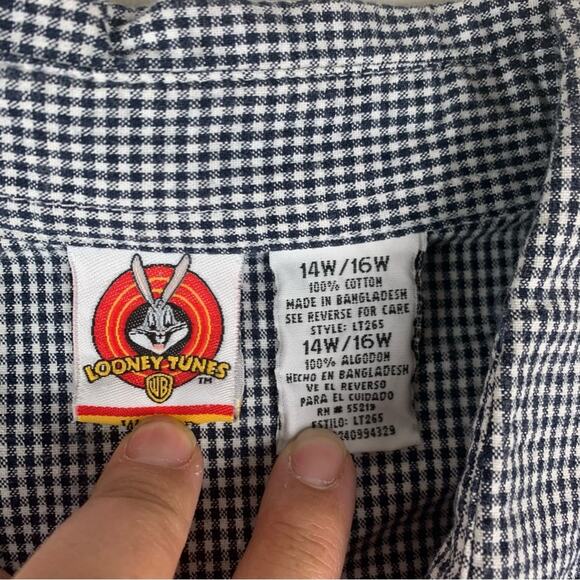 LOONEY TUNES
WB
TM
14W/16W
100% COTTON
MADE IN BANGLADESH
SEE REVERSE FOR CARE
STYLE: LT265
14W/16W
100% ALGODON
HECHO EN BANGLADESH
VE EL REVERSO
PARA EL CUIDADO
RN # 55219
ESTILO: LT265
240994329